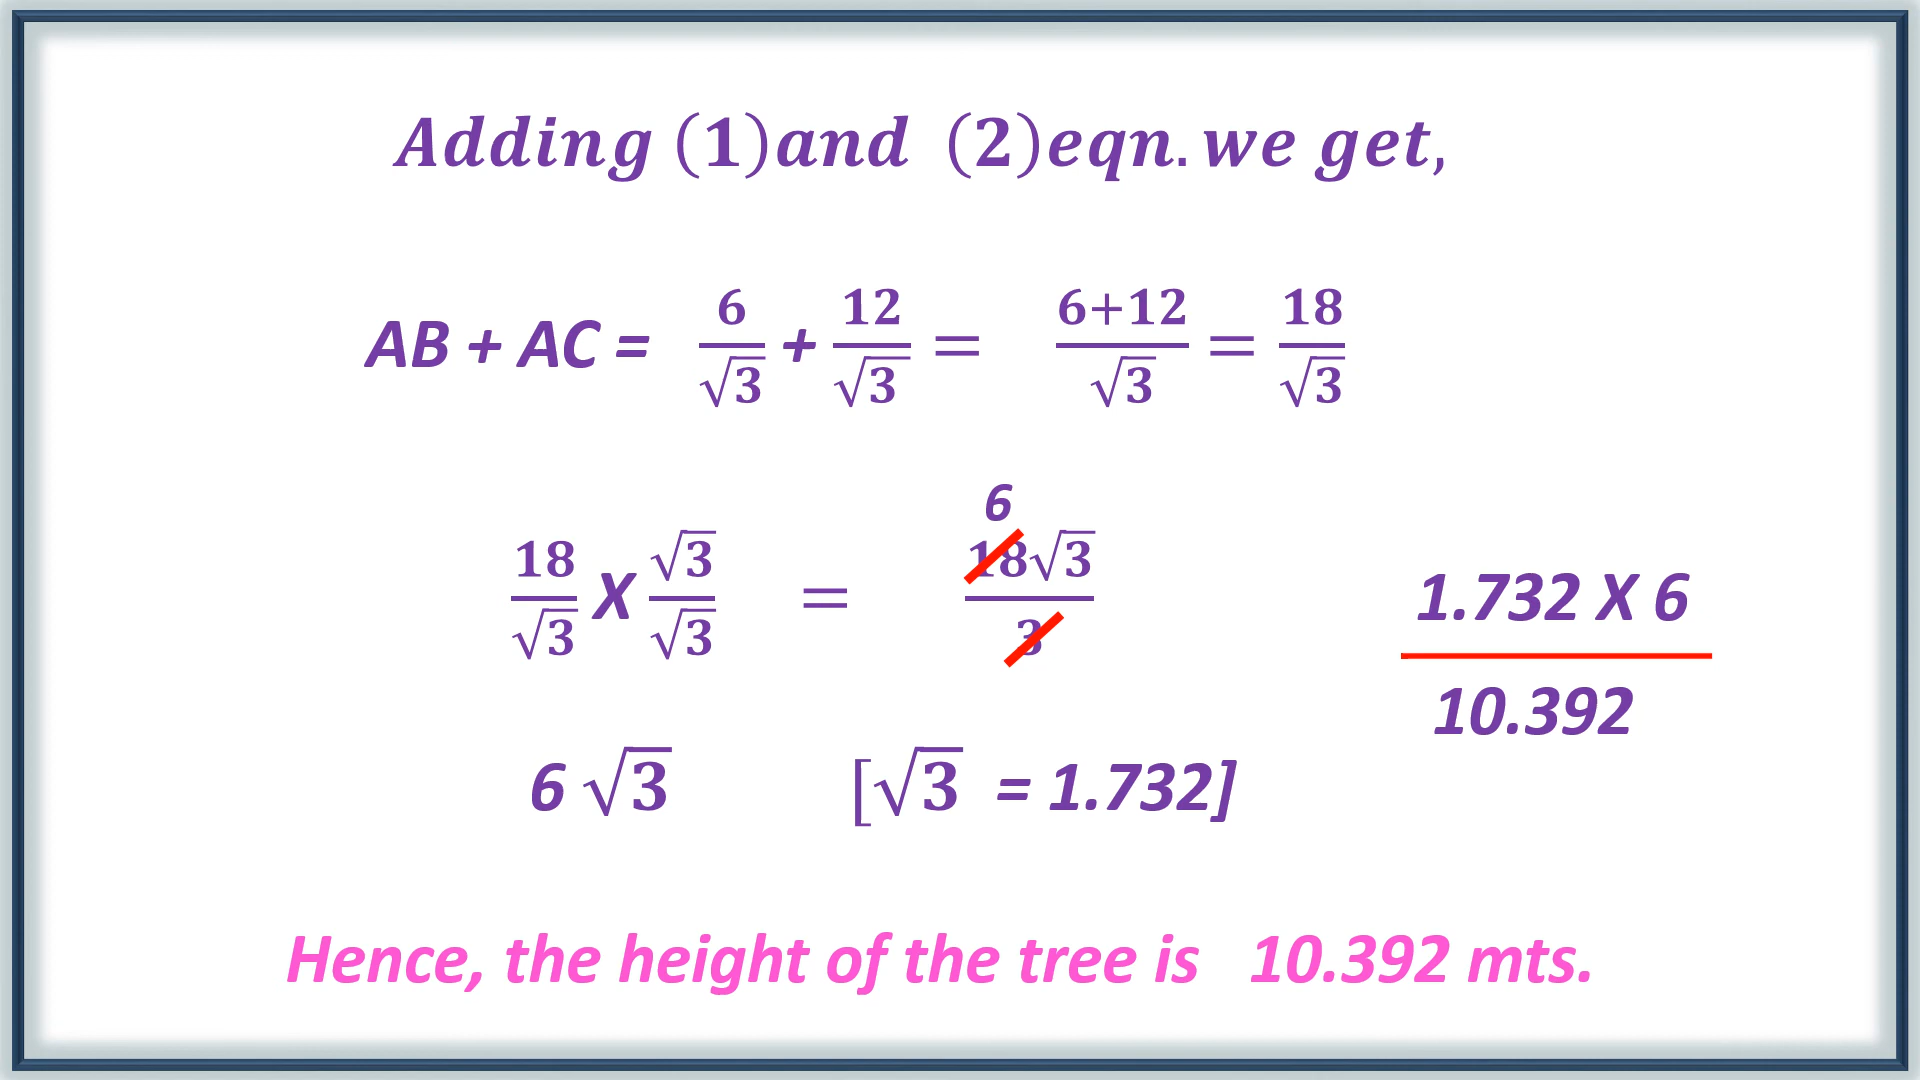 Adding (1)and (2)eqn. we get,
AB + AC = 6/√3 + 12/√3 = 6+12/√3 = 18/√3
18/√3 X √3/√3 = 6 18√3/3
1.732 X 6
10.392
6 √3 [√3 = 1.732]
Hence, the height of the tree is 10.392 mts.